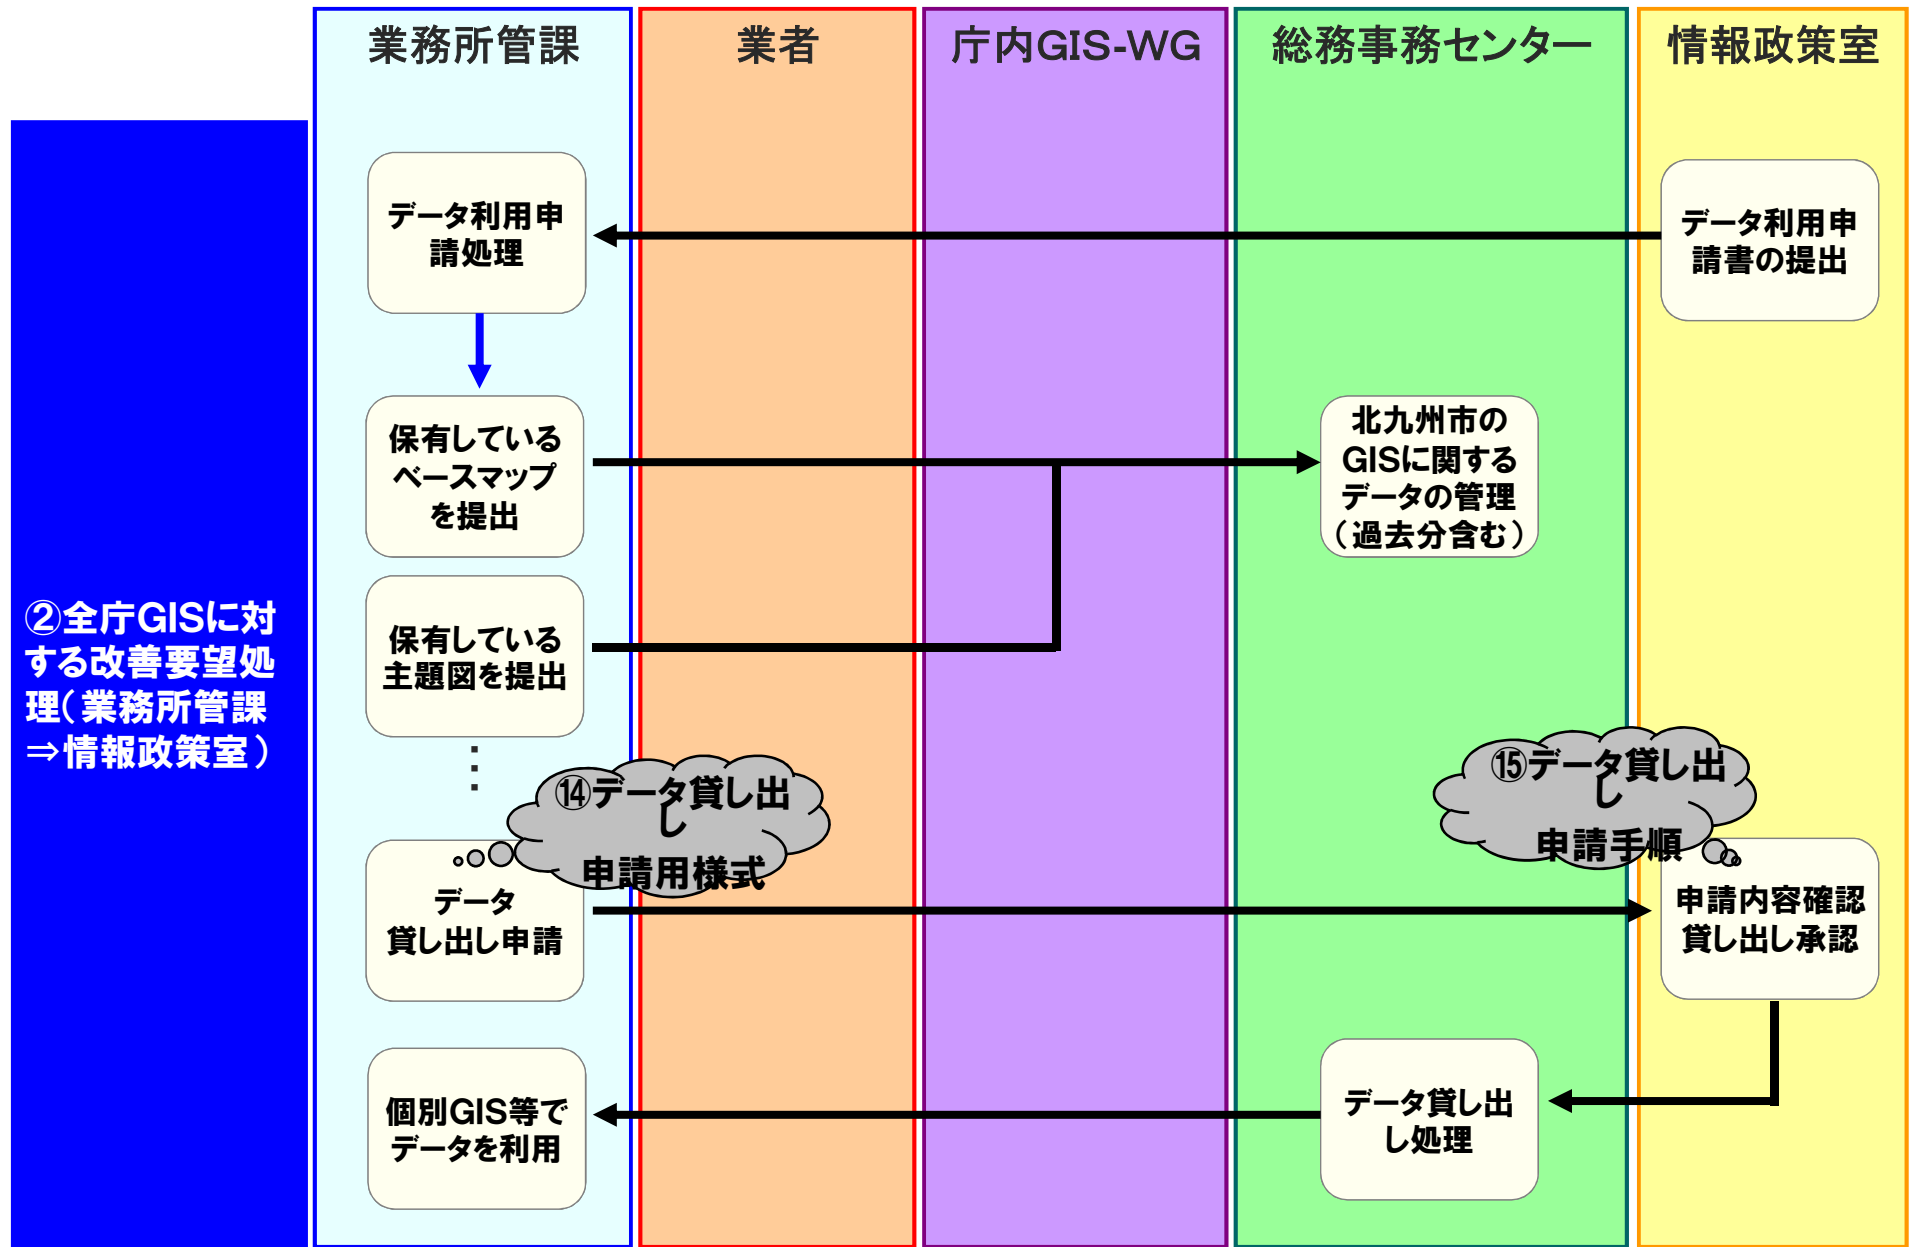 業務所管課
業者
庁内GIS-WG
総務事務センター
情報政策室
②全庁GISに対
する改善要望処
理（業務所管課
⇒情報政策室）
データ利用申
請処理
データ利用申
請書の提出
保有している
ベースマップ
を提出
北九州市の
GISに関する
データの管理
（過去分含む）
保有している
主題図を提出
⋮
⑭データ貸し出
し
申請用様式
⑮データ貸し出
し
申請手順
データ
貸し出し申請
申請内容確認
貸し出し承認
個別GIS等で
データを利用
データ貸し出
し処理